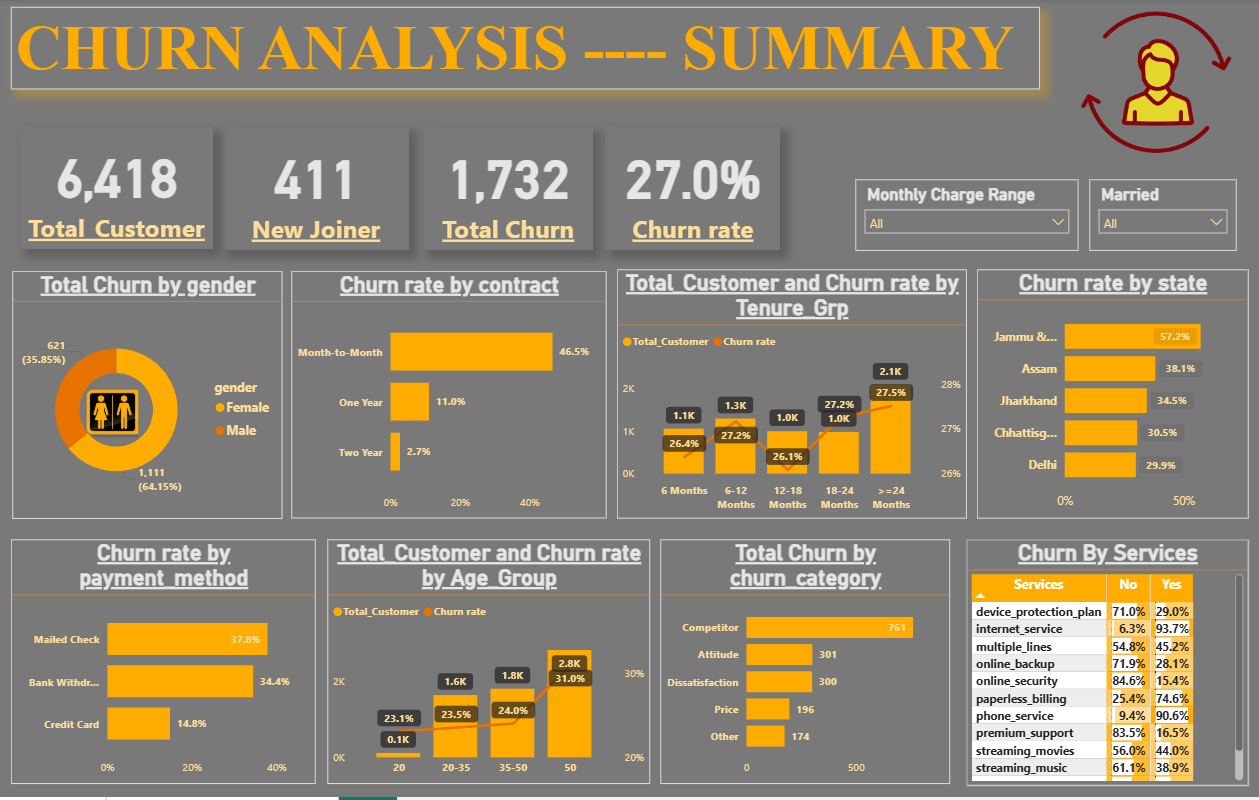 CHURN ANALYSIS ---- SUMMARY
6,418
Total_Customer
411
New Joiner
1,732
Total Churn
27.0%
Churn rate
Monthly Charge Range
All
Married
All
Total Churn by gender
621
(35.85%)
1,111
(64.15%)
gender
Female
Male
Churn rate by contract
Month-to-Month
46.5%
One Year
11.0%
Two Year
2.7%
0% 20% 40%
Total_Customer and Churn rate by
Tenure_Grp
Total_Customer Churn rate
2K
1K
0K
28%
27%
26%
1.1K
26.4%
1.3K
27.2%
1.0K
26.1%
27.2%
1.0K
2.1K
27.5%
6 Months
6-12
Months
12-18
Months
18-24
Months
>=24
Months
Churn rate by state
Jammu &...
57.2%
Assam
38.1%
Jharkhand
34.5%
Chhattisg...
30.5%
Delhi
29.9%
0% 50%
Churn rate by
payment_method
Mailed Check
37.8%
Bank Withdr...
34.4%
Credit Card
14.8%
0% 20% 40%
Total_Customer and Churn rate
by Age_Group
Total_Customer Churn rate
2K
0K
30%
20%
23.1%
0.1K
1.6K
23.5%
1.8K
24.0%
2.8K
31.0%
20 20-35 35-50 50
Total Churn by
churn_category
Competitor
761
Attitude
301
Dissatisfaction
300
Price
196
Other
174
0 500
Churn By Services
Services No Yes
device_protection_plan 71.0% 29.0%
internet_service 6.3% 93.7%
multiple_lines 54.8% 45.2%
online_backup 71.9% 28.1%
online_security 84.6% 15.4%
paperless_billing 25.4% 74.6%
phone_service 9.4% 90.6%
premium_support 83.5% 16.5%
streaming_movies 56.0% 44.0%
streaming_music 61.1% 38.9%